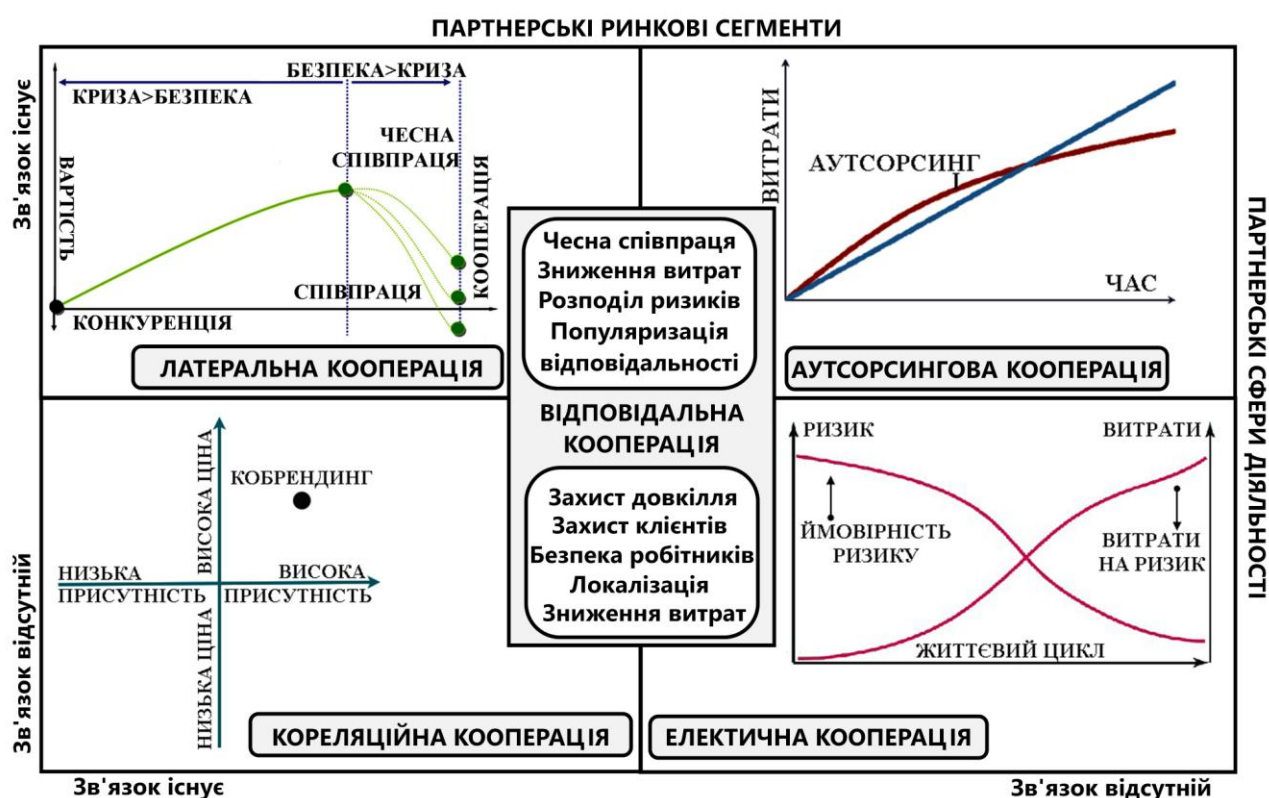 ПАРТНЕРСЬКІ РИНКОВІ СЕГМЕНТИ
Зв'язок існує
БЕЗПЕКА>КРИЗА
КРИЗА>БЕЗПЕКА
ЧЕСНА
СПІВПРАЦЯ
ВАРТІСТЬ
КООПЕРАЦІЯ
СПІВПРАЦЯ
КОНКУРЕНЦІЯ
ЛАТЕРАЛЬНА КООПЕРАЦІЯ
ВИТРАТИ
АУТСОРСИНГ
ЧАС
АУТСОРСИНГОВА КООПЕРАЦІЯ
ПАРТНЕРСЬКІ СФЕРИ ДІЯЛЬНОСТІ
Чесна співпраця
Зниження витрат
Розподіл ризиків
Популяризація
відповідальності
ВІДПОВІДАЛЬНА
КООПЕРАЦІЯ
Захист довкілля
Захист клієнтів
Безпека робітників
Локалізація
Зниження витрат
Зв'язок відсутній
ВИСОКА ЦІНА
КОБРЕНДИНГ
НИЗЬКА
ПРИСУТНІСТЬ
ВИСОКА
ПРИСУТНІСТЬ
НИЗЬКА ЦІНА
КОРЕЛЯЦІЙНА КООПЕРАЦІЯ
РИЗИК
ВИТРАТИ
ЙМОВІРНІСТЬ
РИЗИКУ
ВИТРАТИ
НА РИЗИК
ЖИТТЄВИЙ ЦИКЛ
ЕЛЕКТИЧНА КООПЕРАЦІЯ
Зв'язок існує
Зв'язок відсутній